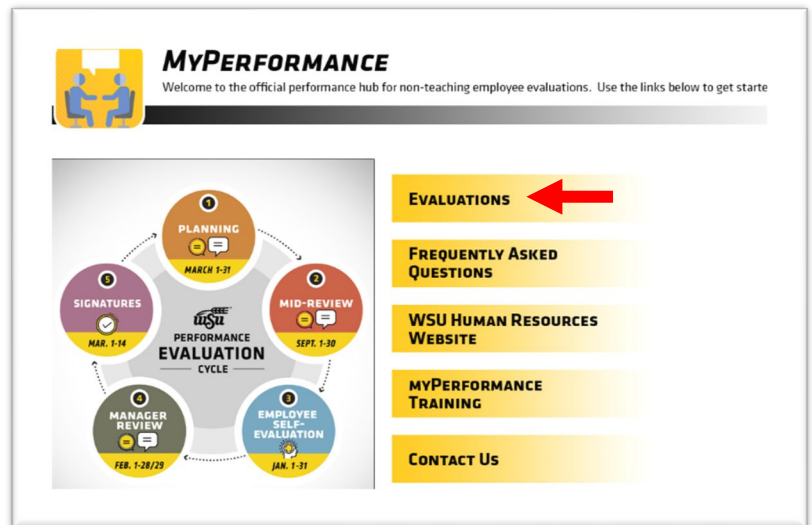 MYPERFORMANCE
Welcome to the official performance hub for non-teaching employee evaluations. Use the links below to get starte
1
PLANNING
MARCH 1-31
2
MID-REVIEW
SEPT. 1-30
3
EMPLOYEE
SELF-
EVALUATION
JAN. 1-31
4
MANAGER
REVIEW
FEB. 1-28/29
5
SIGNATURES
MAR. 1-14
WSU
PERFORMANCE
EVALUATION
CYCLE
EVALUATIONS
FREQUENTLY ASKED
QUESTIONS
WSU HUMAN RESOURCES
WEBSITE
MYPERFORMANCE
TRAINING
CONTACT US